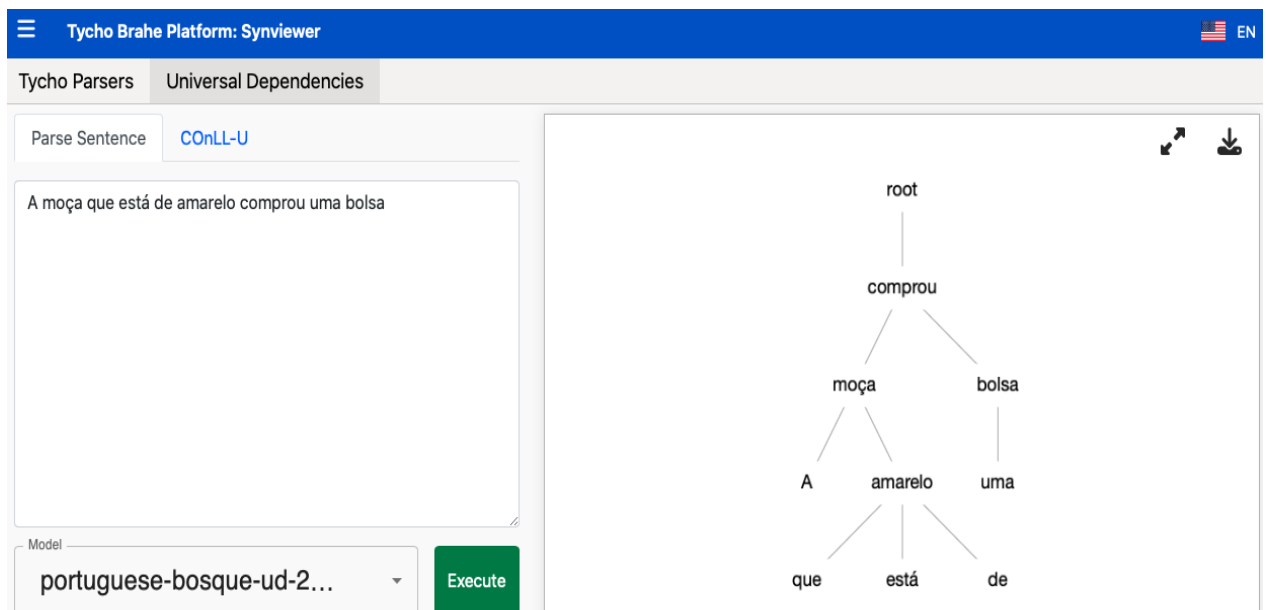 Tycho Brahe Platform: Synviewer
EN
Tycho Parsers
Universal Dependencies
Parse Sentence
COnLL-U
A moça que está de amarelo comprou uma bolsa
Model
portuguese-bosque-ud-2...
Execute
root
comprou
moça bolsa
A amarelo uma
que está de